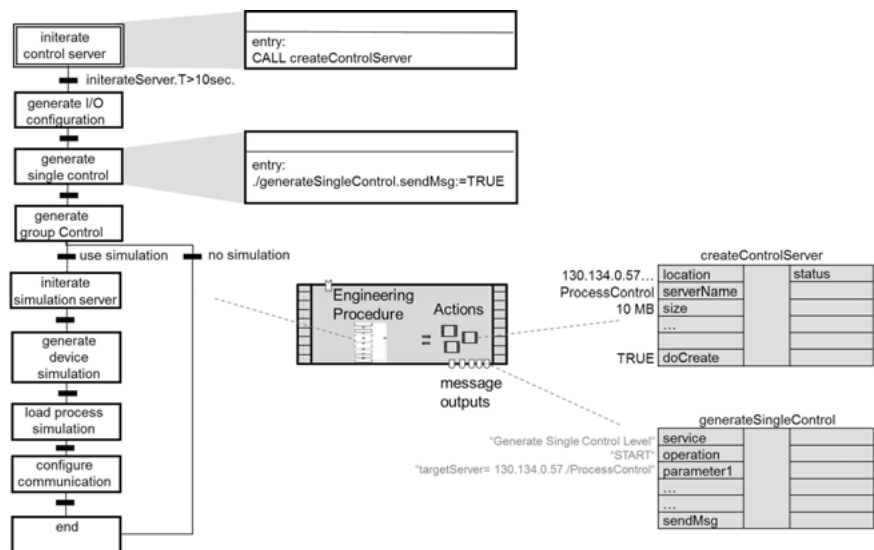 initerate
control server
entry:
CALL createControlServer
initerateServer.T>10sec.
generate I/O
configuration
generate
single control
entry:
./generateSingleControl.sendMsg:=TRUE
generate
group Control
use simulation
no simulation
initerate
simulation server
generate
device
simulation
load process
simulation
configure
communication
end
Engineering
Procedure
Actions
message
outputs
createControlServer
130.134.0.57... location status
ProcessControl serverName
10 MB size
...
TRUE doCreate
generateSingleControl
"Generate Single Control Level" service
"START" operation
"targetServer= 130.134.0.57./ProcessControl" parameter1
...
...
sendMsg